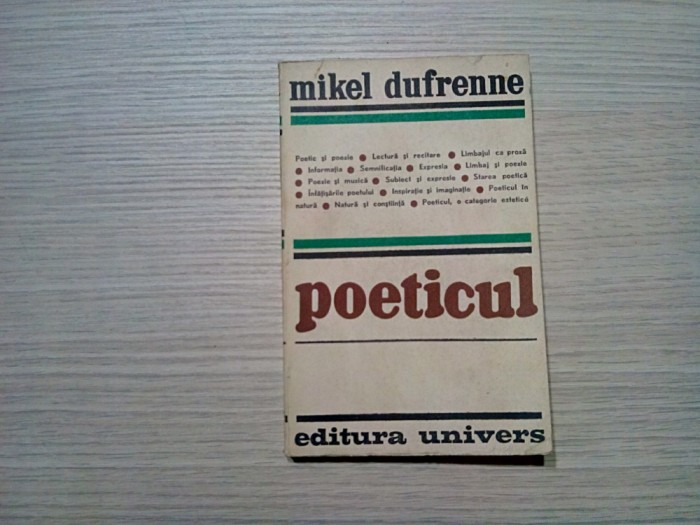 mikel dufrenne
Poetic și poezie ● Lectură și recitare ● Limbajul ca proză
● Informația ● Semnificația ● Expresia ● Limbaj și poezie
● Poezie și muzică ● Subiect și expresie ● Starea poetică
● Înfățișările poetului ● Inspirație și imaginație ● Poeticul în
natură ● Natură și conștiință ● Poeticul, o categorie estetică
poeticul
editura univers